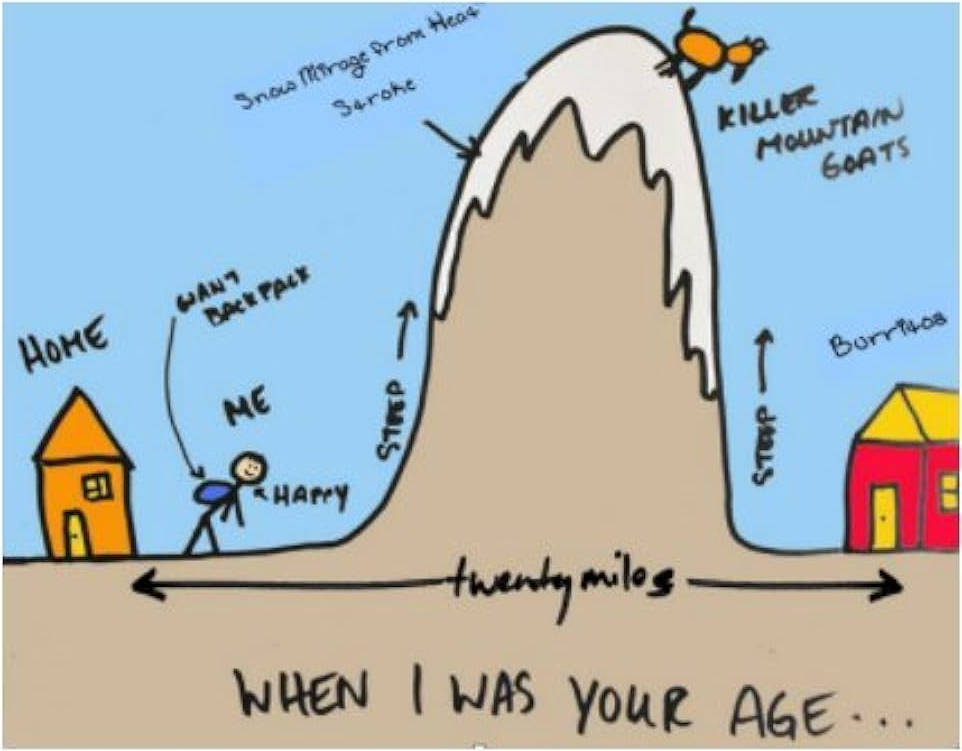 Snow Mirage from Heat
Stroke
KILLER
MOUNTAIN
GOATS
WANT
BACKPACK
HOME
Burritos
ME
STEEP
STEEP
HAPPY
twenty miles
WHEN I WAS YOUR AGE...